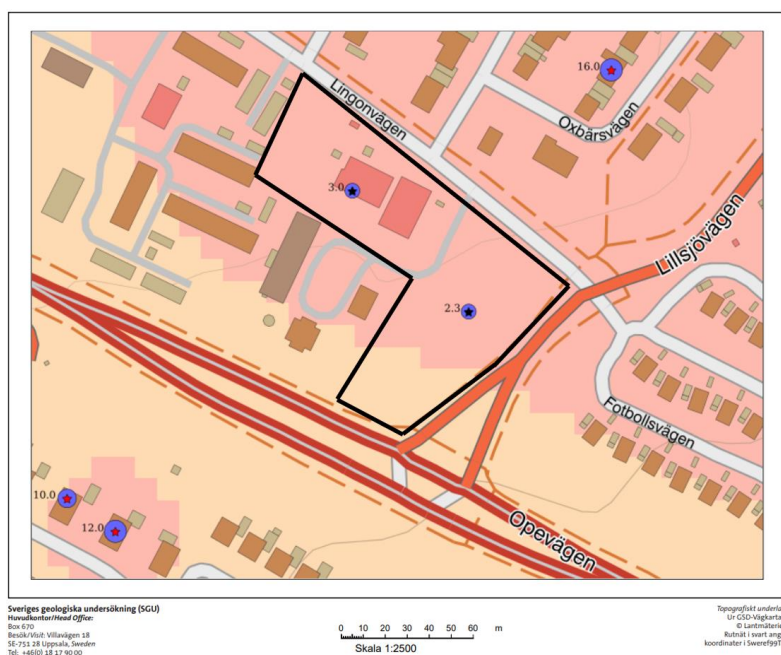 16.0
Lingonvägen
Oxbärsvägen
3.0
Lillsjövägen
2.3
Fotbollsvägen
10.0
12.0
Opevägen
Sveriges geologiska undersökning (SGU)
Huvudkontor/Head Office:
Box 670
Besök/Visit: Villavägen 18
SE-751 28 Uppsala, Sweden
Tel: +46(0) 18 17 90 00
0 10 20 30 40 50 60 m
Skala 1:2500
Topografiskt underla
Ur GSD-Vägkarta
© Lantmäterie
Rutnät i svart ang
koordinater i Sweref99T